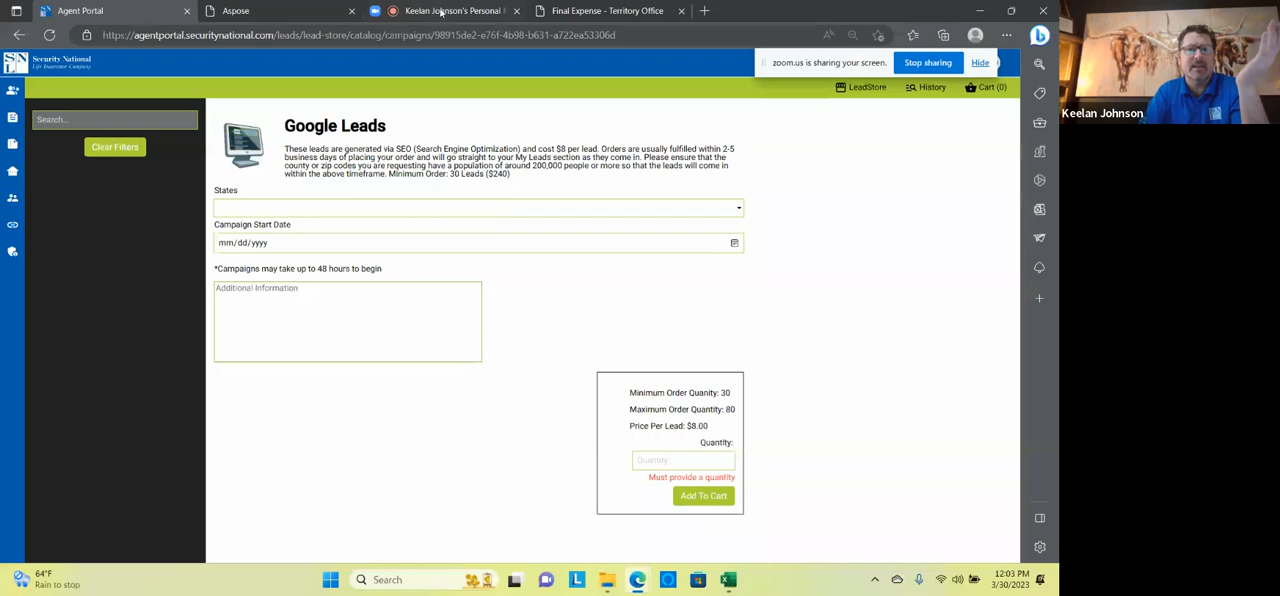 Agent Portal
Aspose
Keelan Johnson's Personal
Final Expense - Territory Office
https://agentportal.securitynational.com/leads/lead-store/catalog/campaigns/98915de2-e76f-4b98-b631-a722ea53306d
SNL
Security National
Life Insurance Company
zoom.us is sharing your screen.
Stop sharing
Hide
LeadStore
History
Cart (0)
Search...
Clear Filters
Google Leads
These leads are generated via SEO (Search Engine Optimization) and cost $8 per lead. Orders are usually fulfilled within 2-5
business days of placing your order and will go straight to your My Leads section as they come in. Please ensure that the
county or zip codes you are requesting have a population of around 200,000 people or more so that the leads will come in
within the above timeframe. Minimum Order: 30 Leads ($240)
States
Campaign Start Date
mm/dd/yyyy
*Campaigns may take up to 48 hours to begin
Additional Information
Minimum Order Quanity: 30
Maximum Order Quantity: 80
Price Per Lead: $8.00
Quantity:
Quantity:
Must provide a quantity
Add To Cart
Keelan Johnson
64°F
Rain to stop
Search
L
12:03 PM
3/30/2023